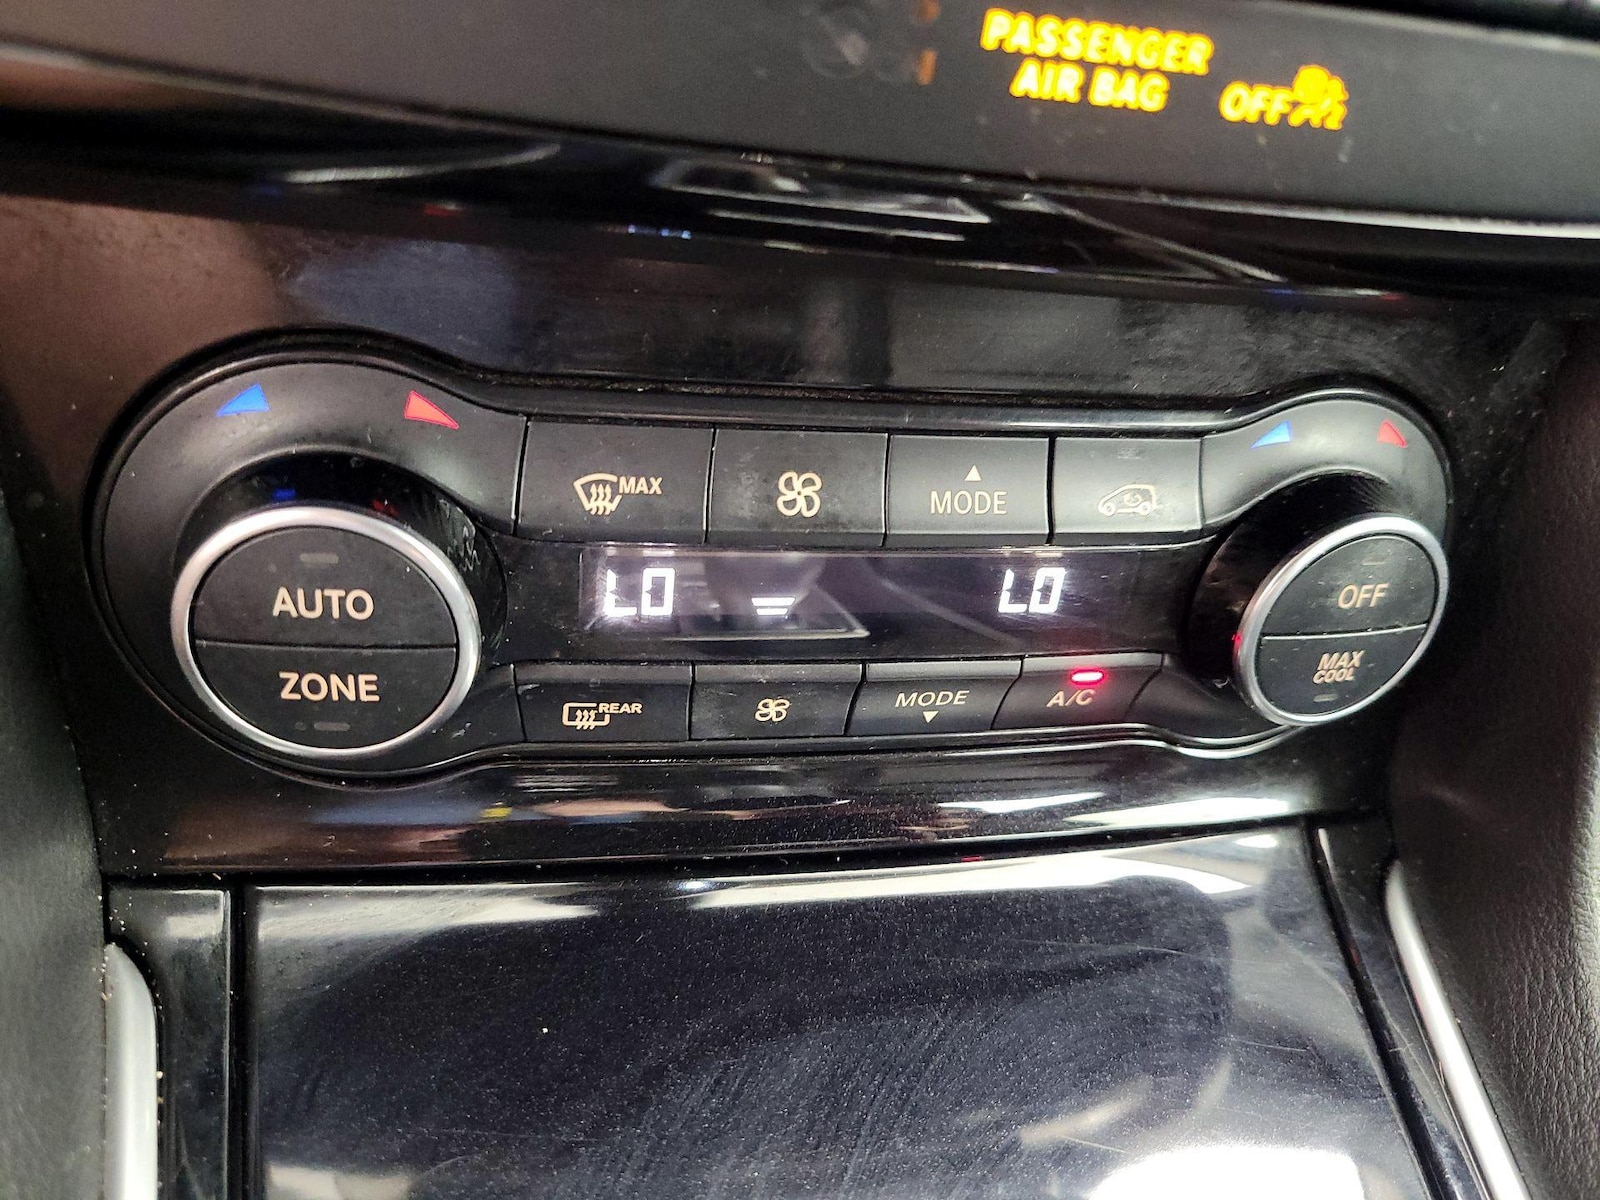 PASSENGER
AIR BAG OFF
MAX
MODE
AUTO
LO
LO
OFF
ZONE
REAR
MODE
A/C
MAX
COOL